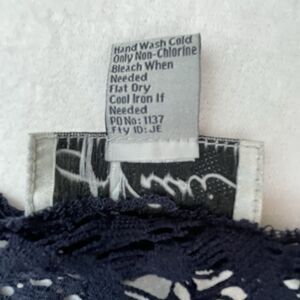 Hand Wash Cold
Only Non-Chlorine
Bleach When
Needed
Flat Dry
Cool Iron If
Needed
PO No: 1137
Fty ID: JE